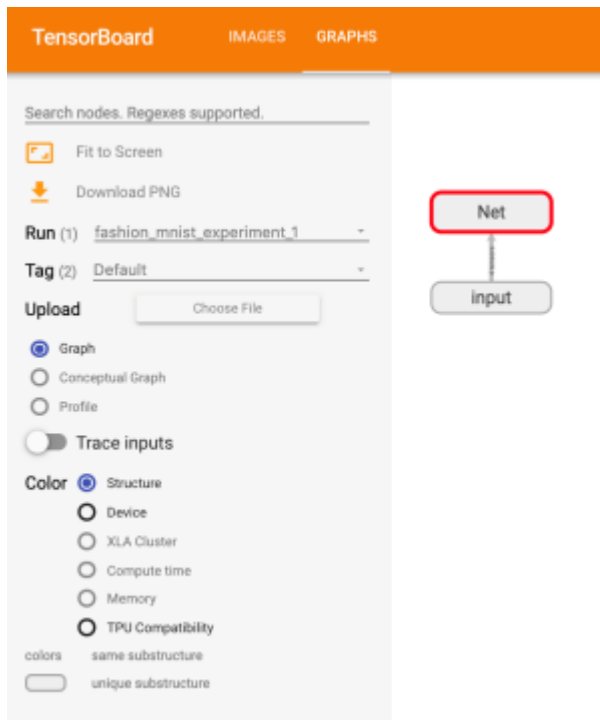 TensorBoard IMAGES GRAPHS
Search nodes. Regexes supported.
Fit to Screen
Download PNG
Run (1) fashion_mnist_experiment_1
Tag (2) Default
Upload Choose File
Graph
Conceptual Graph
Profile
Trace inputs
Color Structure
Device
XLA Cluster
Compute time
Memory
TPU Compatibility
colors same substructure
unique substructure
Net
input